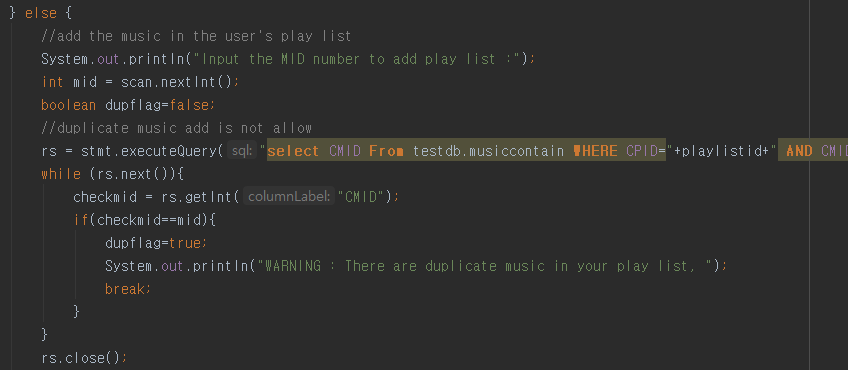 } else {
//add the music in the user's play list
System.out.println("Input the MID number to add play list :");
int mid = scan.nextInt();
boolean dupflag=false;
//duplicate music add is not allow
rs = stmt.executeQuery( sql: "select CMID From testdb.musiccontain WHERE CPID="+playlistid+" AND CMID
while (rs.next()){
checkmid = rs.getInt( columnLabel: "CMID");
if(checkmid==mid){
dupflag=true;
System.out.println("WARNING : There are duplicate music in your play list, ");
break;
}
}
rs.close();